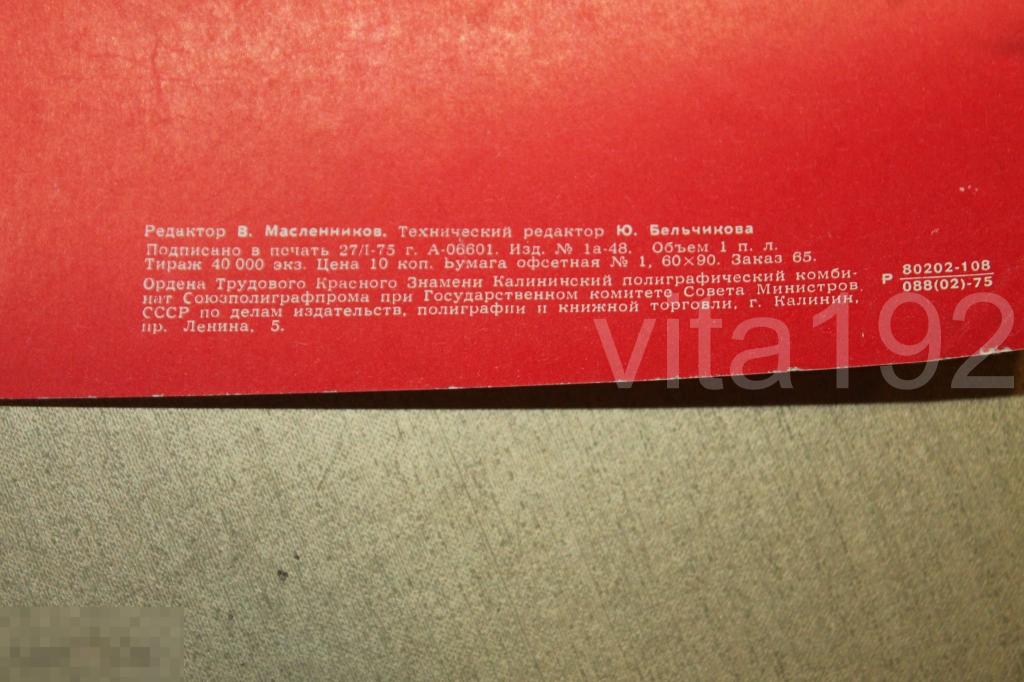 Редактор В. Масленников. Технический редактор Ю. Бельчикова
Подписано в печать 27/I-75 г. А-06601. Изд. № 1а-48. Объем 1 п. л.
Тираж 40 000 экз. Цена 10 коп. Бумага офсетная № 1, 60×90. Заказ 65.
Ордена Трудового Красного Знамени Калининский полиграфический комби-
нат Союзполиграфпрома при Государственном комитете Совета Министров
СССР по делам издательств, полиграфии и книжной торговли, г. Калинин,
пр. Ленина, 5.
Р 80202-108
088(02)-75
vita192